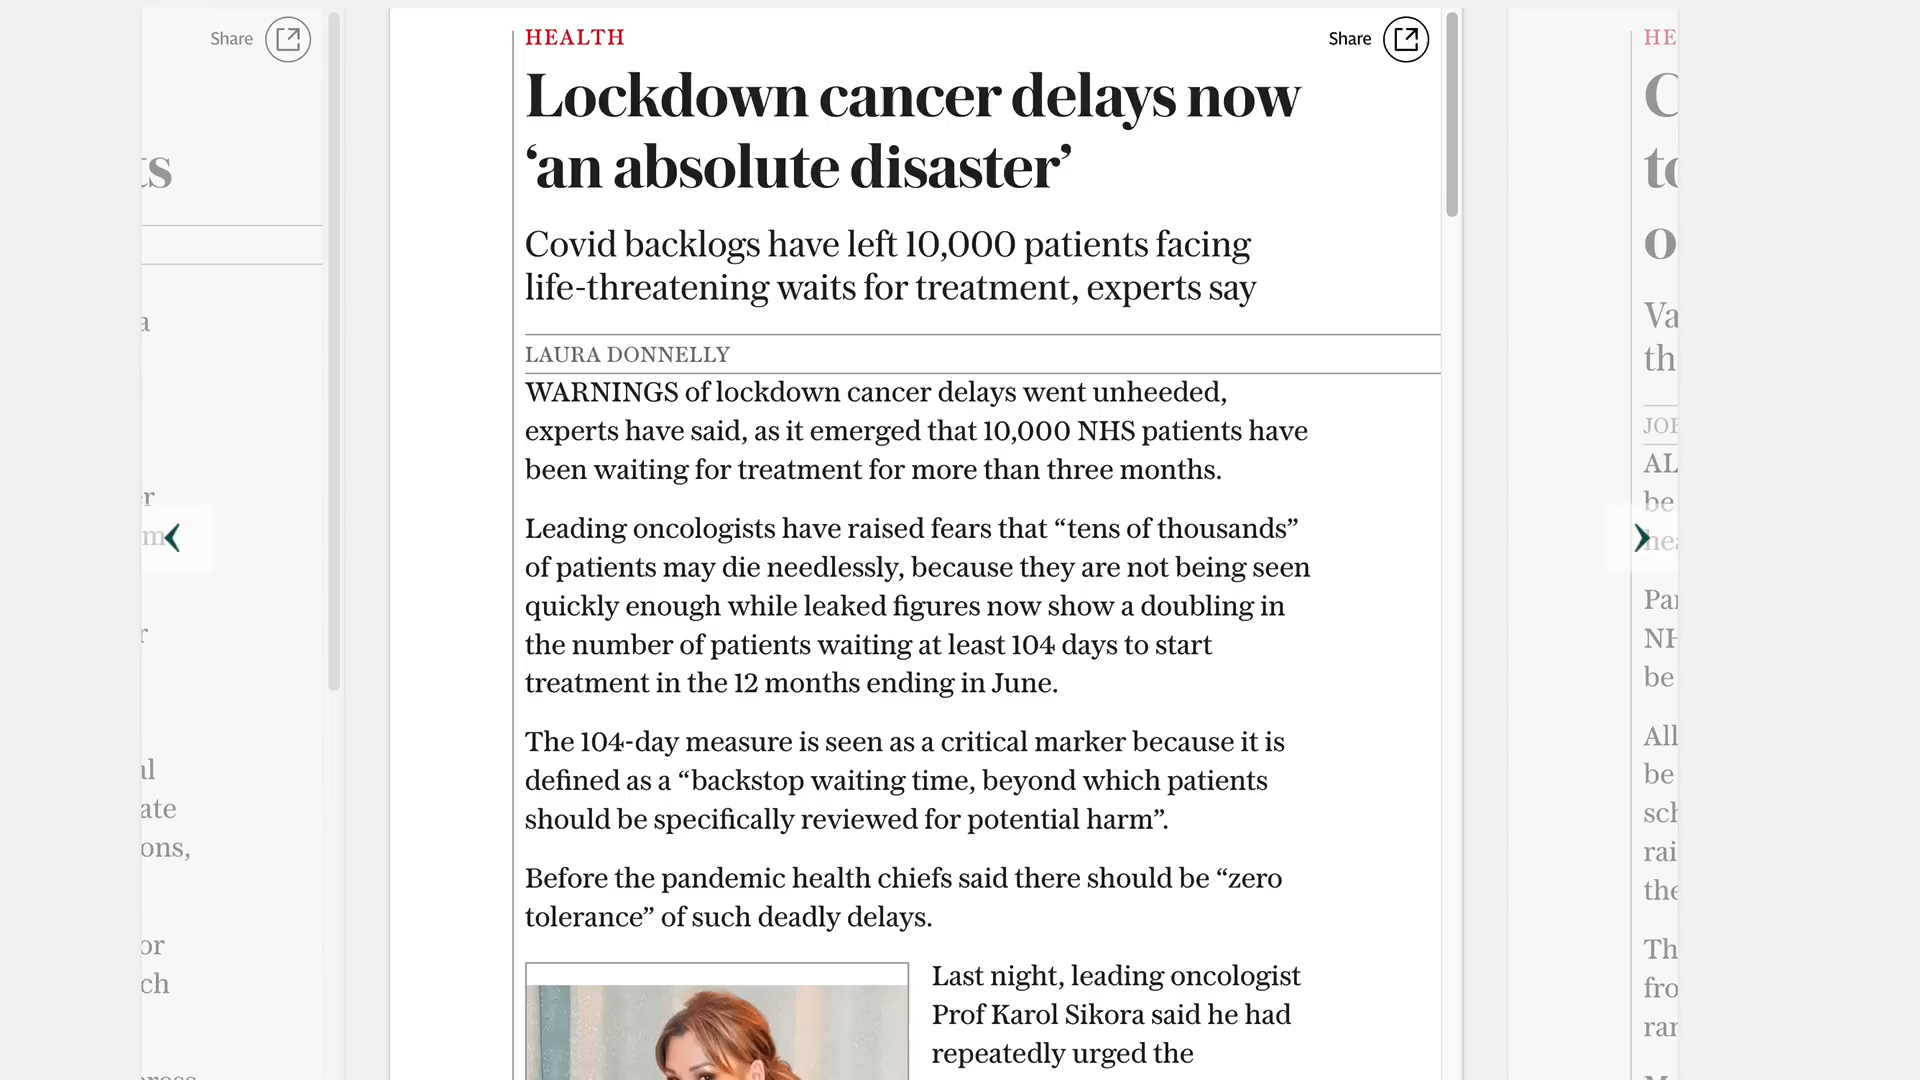 Share
HEALTH
Share
Lockdown cancer delays now
‘an absolute disaster’
Covid backlogs have left 10,000 patients facing
life-threatening waits for treatment, experts say
LAURA DONNELLY
WARNINGS of lockdown cancer delays went unheeded,
experts have said, as it emerged that 10,000 NHS patients have
been waiting for treatment for more than three months.
Leading oncologists have raised fears that “tens of thousands”
of patients may die needlessly, because they are not being seen
quickly enough while leaked figures now show a doubling in
the number of patients waiting at least 104 days to start
treatment in the 12 months ending in June.
The 104-day measure is seen as a critical marker because it is
defined as a “backstop waiting time, beyond which patients
should be specifically reviewed for potential harm”.
Before the pandemic health chiefs said there should be “zero
tolerance” of such deadly delays.
Last night, leading oncologist
Prof Karol Sikora said he had
repeatedly urged the